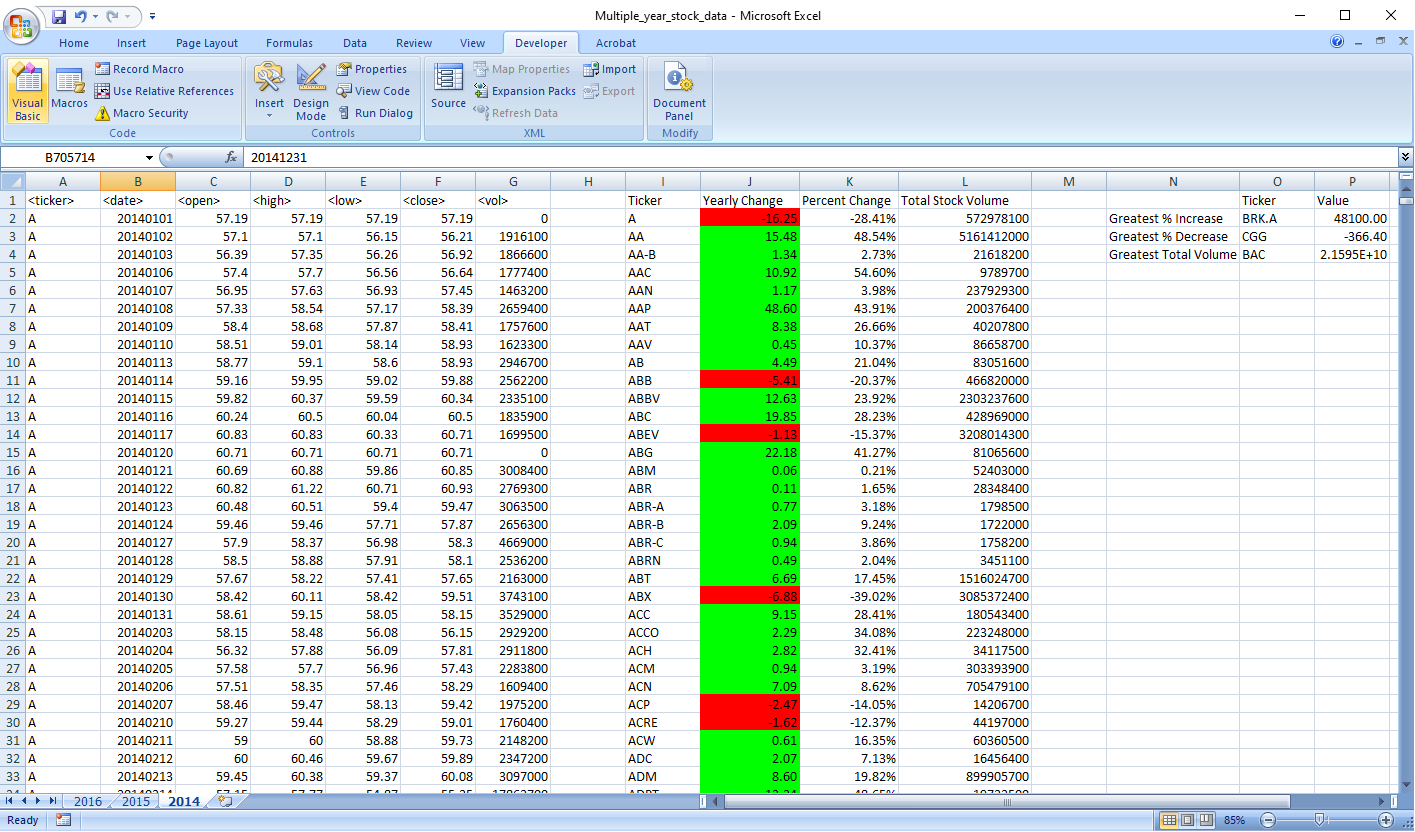 Multiple_year_stock_data - Microsoft Excel
Home Insert Page Layout Formulas Data Review View Developer Acrobat
Visual Basic Macros Record Macro Use Relative References Macro Security Code
Insert Design Mode Properties View Code Run Dialog Controls
Source Map Properties Expansion Packs Refresh Data Import Export XML
Document Panel Modify
B705714 fx 20141231
A B C D E F G H I J K L M N O P
1 <ticker> <date> <open> <high> <low> <close> <vol> Ticker Yearly Change Percent Change Total Stock Volume Ticker Value
2 A 20140101 57.19 57.19 57.19 57.19 0 A -16.25 -28.41% 572978100 Greatest % Increase BRK.A 48100.00
3 A 20140102 57.1 57.1 56.15 56.21 1916100 AA 15.48 48.54% 5161412000 Greatest % Decrease CGG -366.40
4 A 20140103 56.39 57.35 56.26 56.92 1866600 AA-B 1.34 2.73% 21618200 Greatest Total Volume BAC 2.1595E+10
5 A 20140106 57.4 57.7 56.56 56.64 1777400 AAC 10.92 54.60% 9789700
6 A 20140107 56.95 57.63 56.93 57.45 1463200 AAN 1.17 3.98% 237929300
7 A 20140108 57.33 58.54 57.17 58.39 2659400 AAP 48.60 43.91% 200376400
8 A 20140109 58.4 58.68 57.87 58.41 1757600 AAT 8.38 26.66% 40207800
9 A 20140110 58.51 59.01 58.14 58.93 1623300 AAV 0.45 10.37% 86658700
10 A 20140113 58.77 59.1 58.6 58.93 2946700 AB 4.49 21.04% 83051600
11 A 20140114 59.16 59.95 59.02 59.88 2562200 ABB -5.41 -20.37% 466820000
12 A 20140115 59.82 60.37 59.59 60.34 2335100 ABBV 12.63 23.92% 2303237600
13 A 20140116 60.24 60.5 60.04 60.5 1835900 ABC 19.85 28.23% 428969000
14 A 20140117 60.83 60.83 60.33 60.71 1699500 ABEV -1.13 -15.37% 3208014300
15 A 20140120 60.71 60.71 60.71 60.71 0 ABG 22.18 41.27% 81065600
16 A 20140121 60.69 60.88 59.86 60.85 3008400 ABM 0.06 0.21% 52403000
17 A 20140122 60.82 61.22 60.71 60.93 2769300 ABR 0.11 1.65% 28348400
18 A 20140123 60.48 60.51 59.4 59.47 3063500 ABR-A 0.77 3.18% 1798500
19 A 20140124 59.46 59.46 57.71 57.87 2656300 ABR-B 2.09 9.24% 1722000
20 A 20140127 57.9 58.37 56.98 58.3 4669000 ABR-C 0.94 3.86% 1758200
21 A 20140128 58.5 58.88 57.91 58.1 2536200 ABRN 0.49 2.04% 3451100
22 A 20140129 57.67 58.22 57.41 57.65 2163000 ABT 6.69 17.45% 1516024700
23 A 20140130 58.42 60.11 58.42 59.51 3743100 ABX -6.88 -39.02% 3085372400
24 A 20140131 58.61 59.15 58.05 58.15 3529000 ACC 9.15 28.41% 180543400
25 A 20140203 58.15 58.48 56.08 56.15 2929200 ACCO 2.29 34.08% 223248000
26 A 20140204 56.32 57.88 56.09 57.81 2911800 ACH 2.82 32.41% 34117500
27 A 20140205 57.58 57.7 56.96 57.43 2283800 ACM 0.94 3.19% 303393900
28 A 20140206 57.51 58.35 57.46 58.29 1609400 ACN 7.09 8.62% 705479100
29 A 20140207 58.46 59.47 58.13 59.42 1975200 ACP -2.47 -14.05% 14206700
30 A 20140210 59.27 59.44 58.29 59.01 1760400 ACRE -1.62 -12.37% 44197000
31 A 20140211 59 60 58.88 59.73 2148200 ACW 0.61 16.35% 60360500
32 A 20140212 60 60.46 59.67 59.89 2347200 ADC 2.07 7.13% 16456400
33 A 20140213 59.45 60.38 59.37 60.08 3097000 ADM 8.60 19.82% 899905700
2016 2015 2014
Ready 85%